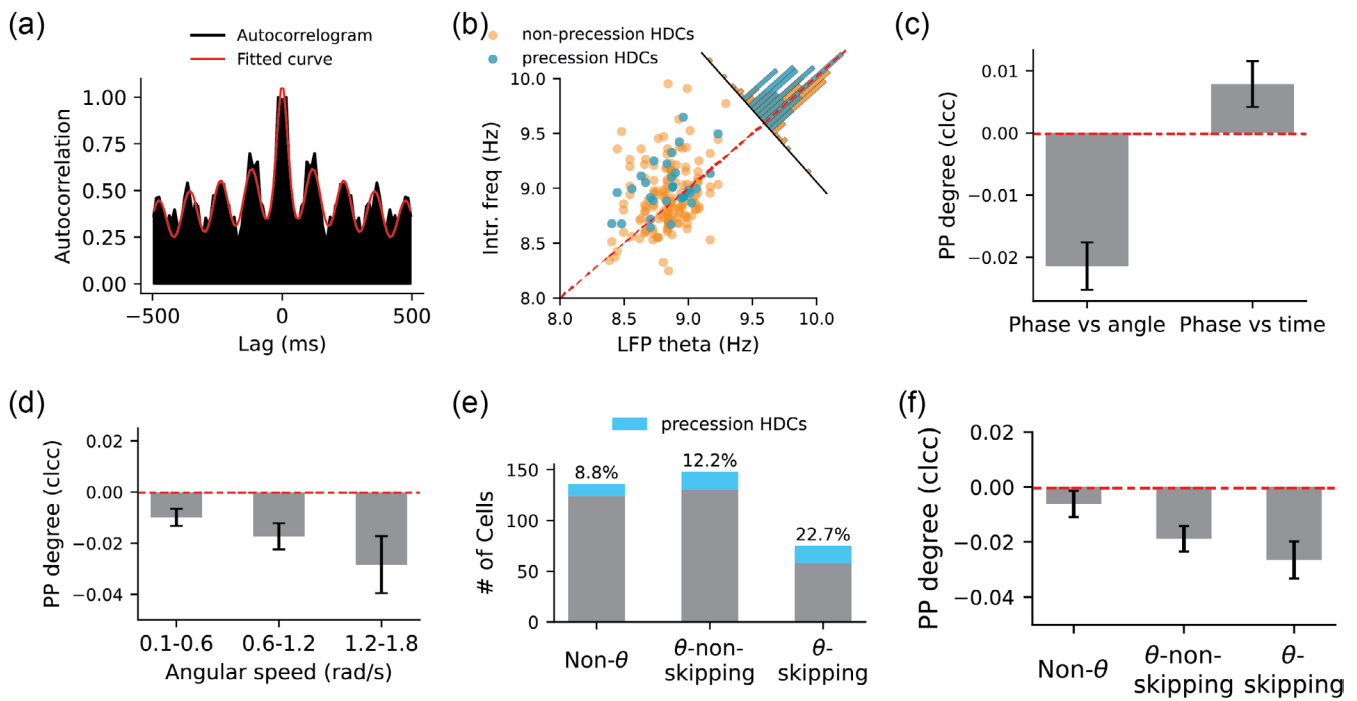 (a)
Autocorrelogram
Fitted curve
1.00
0.75
0.50
0.25
0.00
Autocorrelation
−500
0
500
Lag (ms)
(b)
non-precession HDCs
precession HDCs
10.0
9.5
9.0
8.5
8.0
Intr. freq (Hz)
8.0
8.5
9.0
9.5
10.0
LFP theta (Hz)
(c)
0.01
0.00
−0.01
−0.02
PP degree (clcc)
Phase vs angle
Phase vs time
(d)
0.02
0.00
−0.02
−0.04
PP degree (clcc)
0.1-0.6
0.6-1.2
1.2-1.8
Angular speed (rad/s)
(e)
precession HDCs
150
100
50
0
# of Cells
8.8%
12.2%
22.7%
Non-θ
θ-non-
skipping
θ-
skipping
(f)
0.02
0.00
−0.02
−0.04
PP degree (clcc)
Non-θ
θ-non-
skipping
θ-
skipping